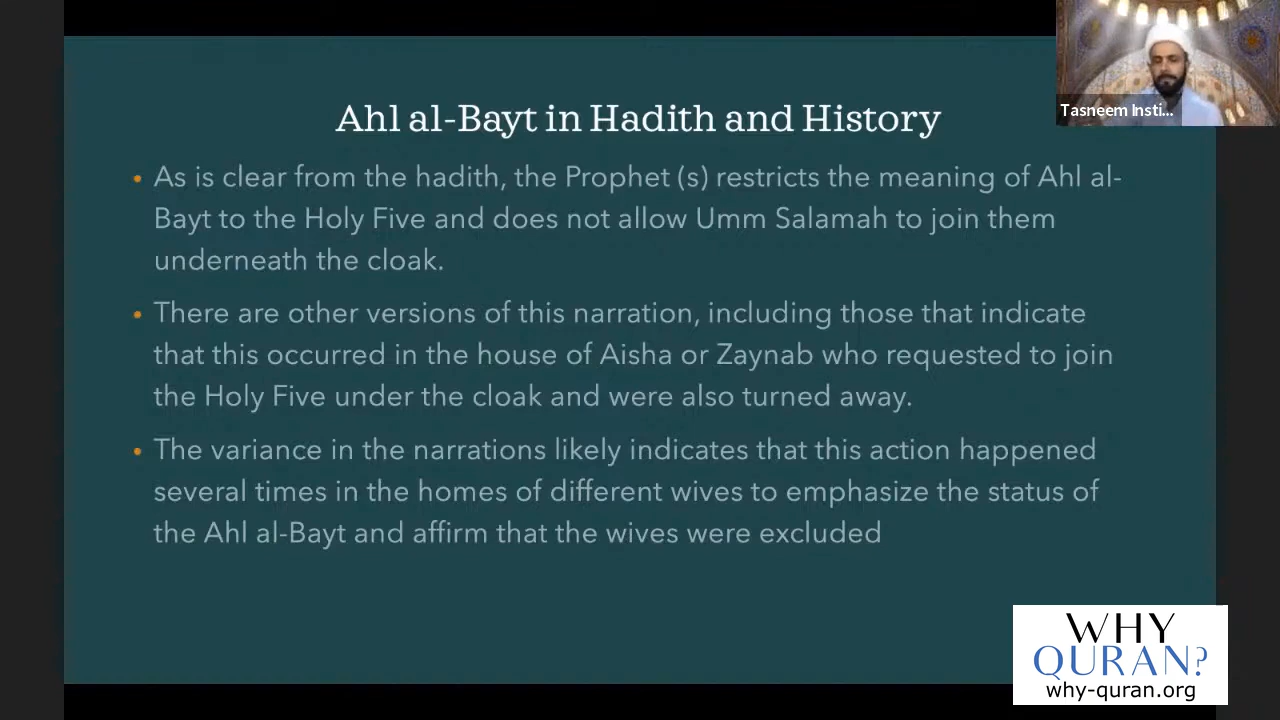 Tasneem Insti...
Ahl al-Bayt in Hadith and History
• As is clear from the hadith, the Prophet (s) restricts the meaning of Ahl al-
Bayt to the Holy Five and does not allow Umm Salamah to join them
underneath the cloak.
• There are other versions of this narration, including those that indicate
that this occurred in the house of Aisha or Zaynab who requested to join
the Holy Five under the cloak and were also turned away.
• The variance in the narrations likely indicates that this action happened
several times in the homes of different wives to emphasize the status of
the Ahl al-Bayt and affirm that the wives were excluded
WHY
QURAN?
why-quran.org